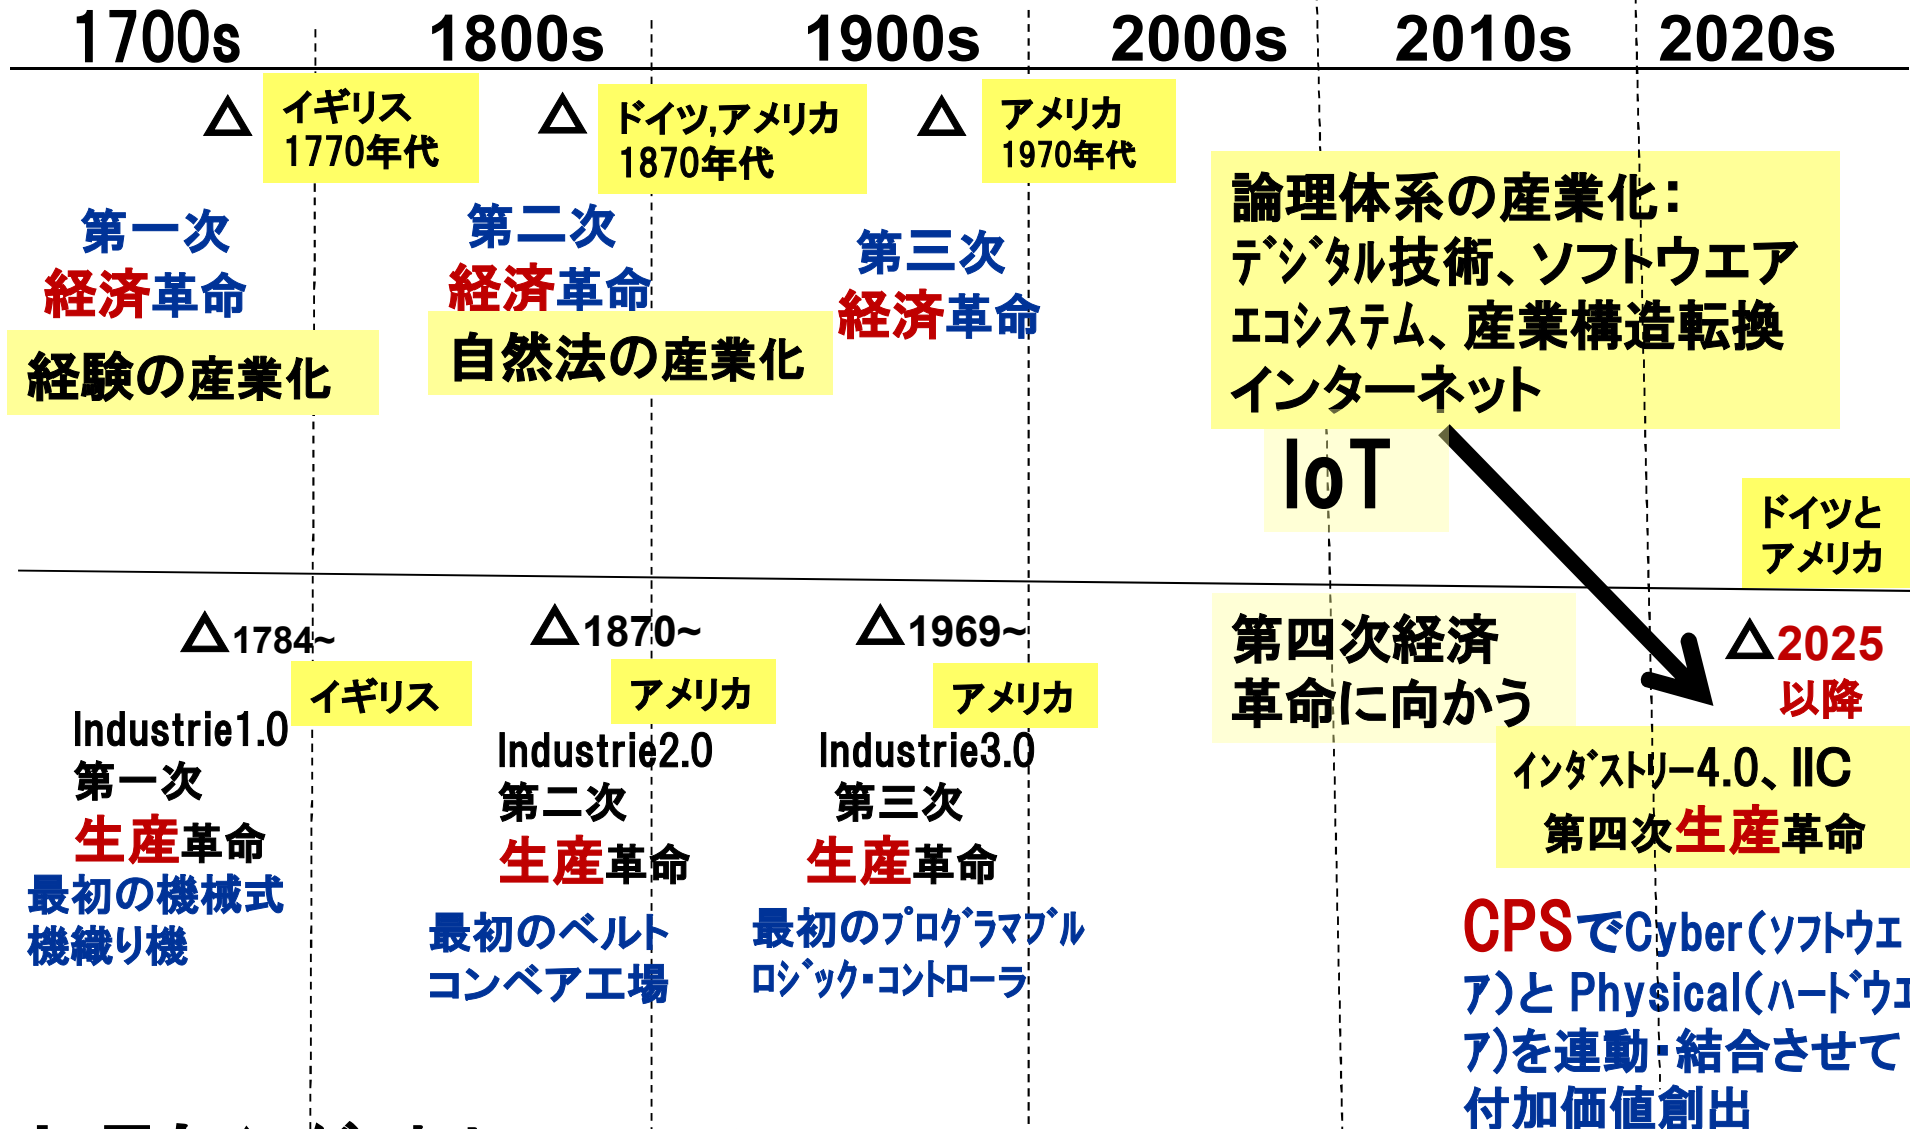 1700s
1800s
1900s
2000s
2010s
2020s
△
イギリス
1770年代
△
ドイツ,アメリカ
1870年代
△
アメリカ
1970年代
第一次
経済革命
経験の産業化
第二次
経済革命
自然法の産業化
第三次
経済革命
論理体系の産業化:
デジタル技術、ソフトウエア
エコシステム、産業構造転換
インターネット
IoT
ドイツと
アメリカ
△1784~
イギリス
Industrie1.0
第一次
生産革命
最初の機械式
機織り機
△1870~
アメリカ
Industrie2.0
第二次
生産革命
最初のベルト
コンベア工場
△1969~
アメリカ
Industrie3.0
第三次
生産革命
最初のプログラマブル
ロジック・コントローラ
第四次経済
革命に向かう
△2025
以降
インダストリー4.0、IIC
第四次生産革命
CPSでCyber(ソフトウエ
ア)と Physical(ハードウエ
ア)を連動・結合させて
付加価値創出